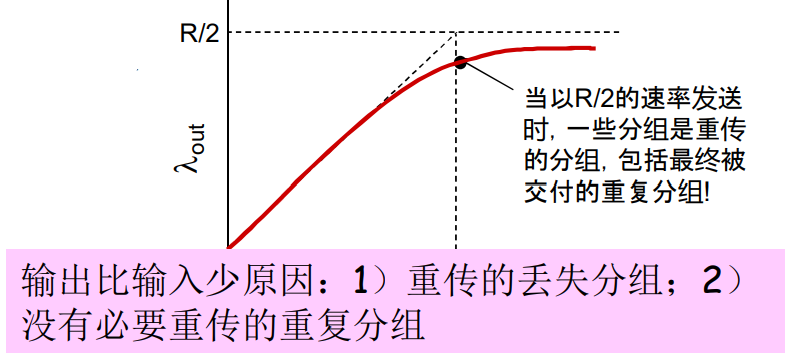 R/2
λout
当以R/2的速率发送
时, 一些分组是重传
的分组, 包括最终被
交付的重复分组!
输出比输入少原因：1）重传的丢失分组；2）
没有必要重传的重复分组